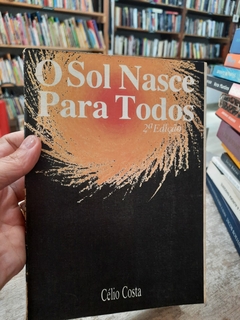 O Sol Nasce
Para Todos
2ª Edição
Célio Costa